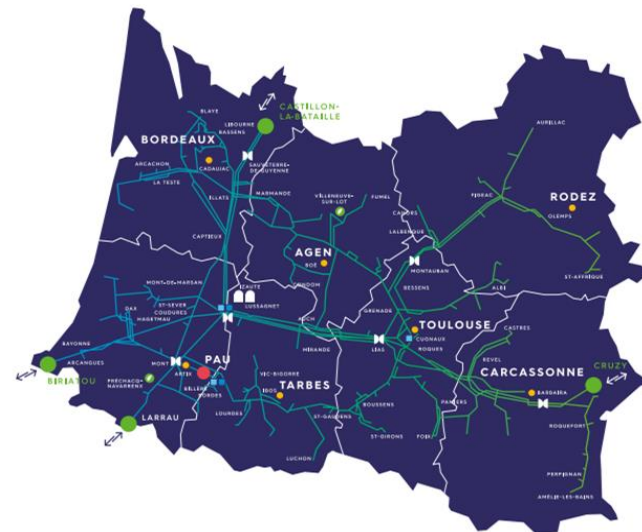 CASTILLON-
LA-BATAILLE
BLAYE
LIBOURNE
BASSENS
BORDEAUX
CADAUJAC
ARCACHON
LA TESTE
SAUVETERRE-
DE-GUYENNE
ILLATS
MARMANDE
CAPTIEUX
VILLENEUVE-
SUR-LOT
FUMEL
AURILLAC
FIGEAC
RODEZ
OLEMPS
ST-AFFRIQUE
CAHORS
LALBENQUE
AGEN
BOÉ
CONDOM
MONTAUBAN
BESSENS
ALBI
MONT-DE-MARSAN
IZAUTE
LUSSAGNET
ST-SEVER
COUDURES
HAGETMAU
DAX
AUCH
GRENADE
TOULOUSE
CUGNAUX
ROQUES
LÉAS
CASTRES
REVEL
BAYONNE
ARCANGUES
BIRIATOU
MONT
ARTIX
PAU
MIRANDE
CARCASSONNE
BARBAIRA
CRUZY
PRÉCHACQ-
NAVARRENX
BILLÈRE
BORDES
VIC-BIGORRE
IBOS
TARBES
LARRAU
LOURDES
ST-GAUDENS
BOUSSENS
PAMIERS
ST-GIRONS
FOIX
LUCHON
ROQUEFORT
PERPIGNAN
AMÉLIE-LES-BAINS